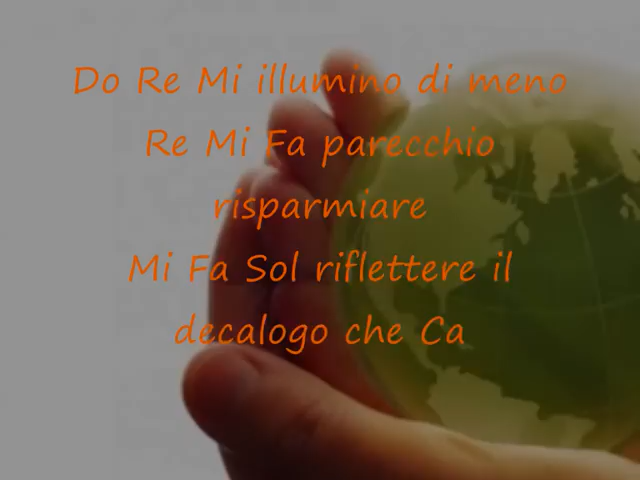 Do Re Mi illumino di meno
Re Mi Fa parecchio
risparmiare
Mi Fa Sol riflettere il
decalogo che Ca